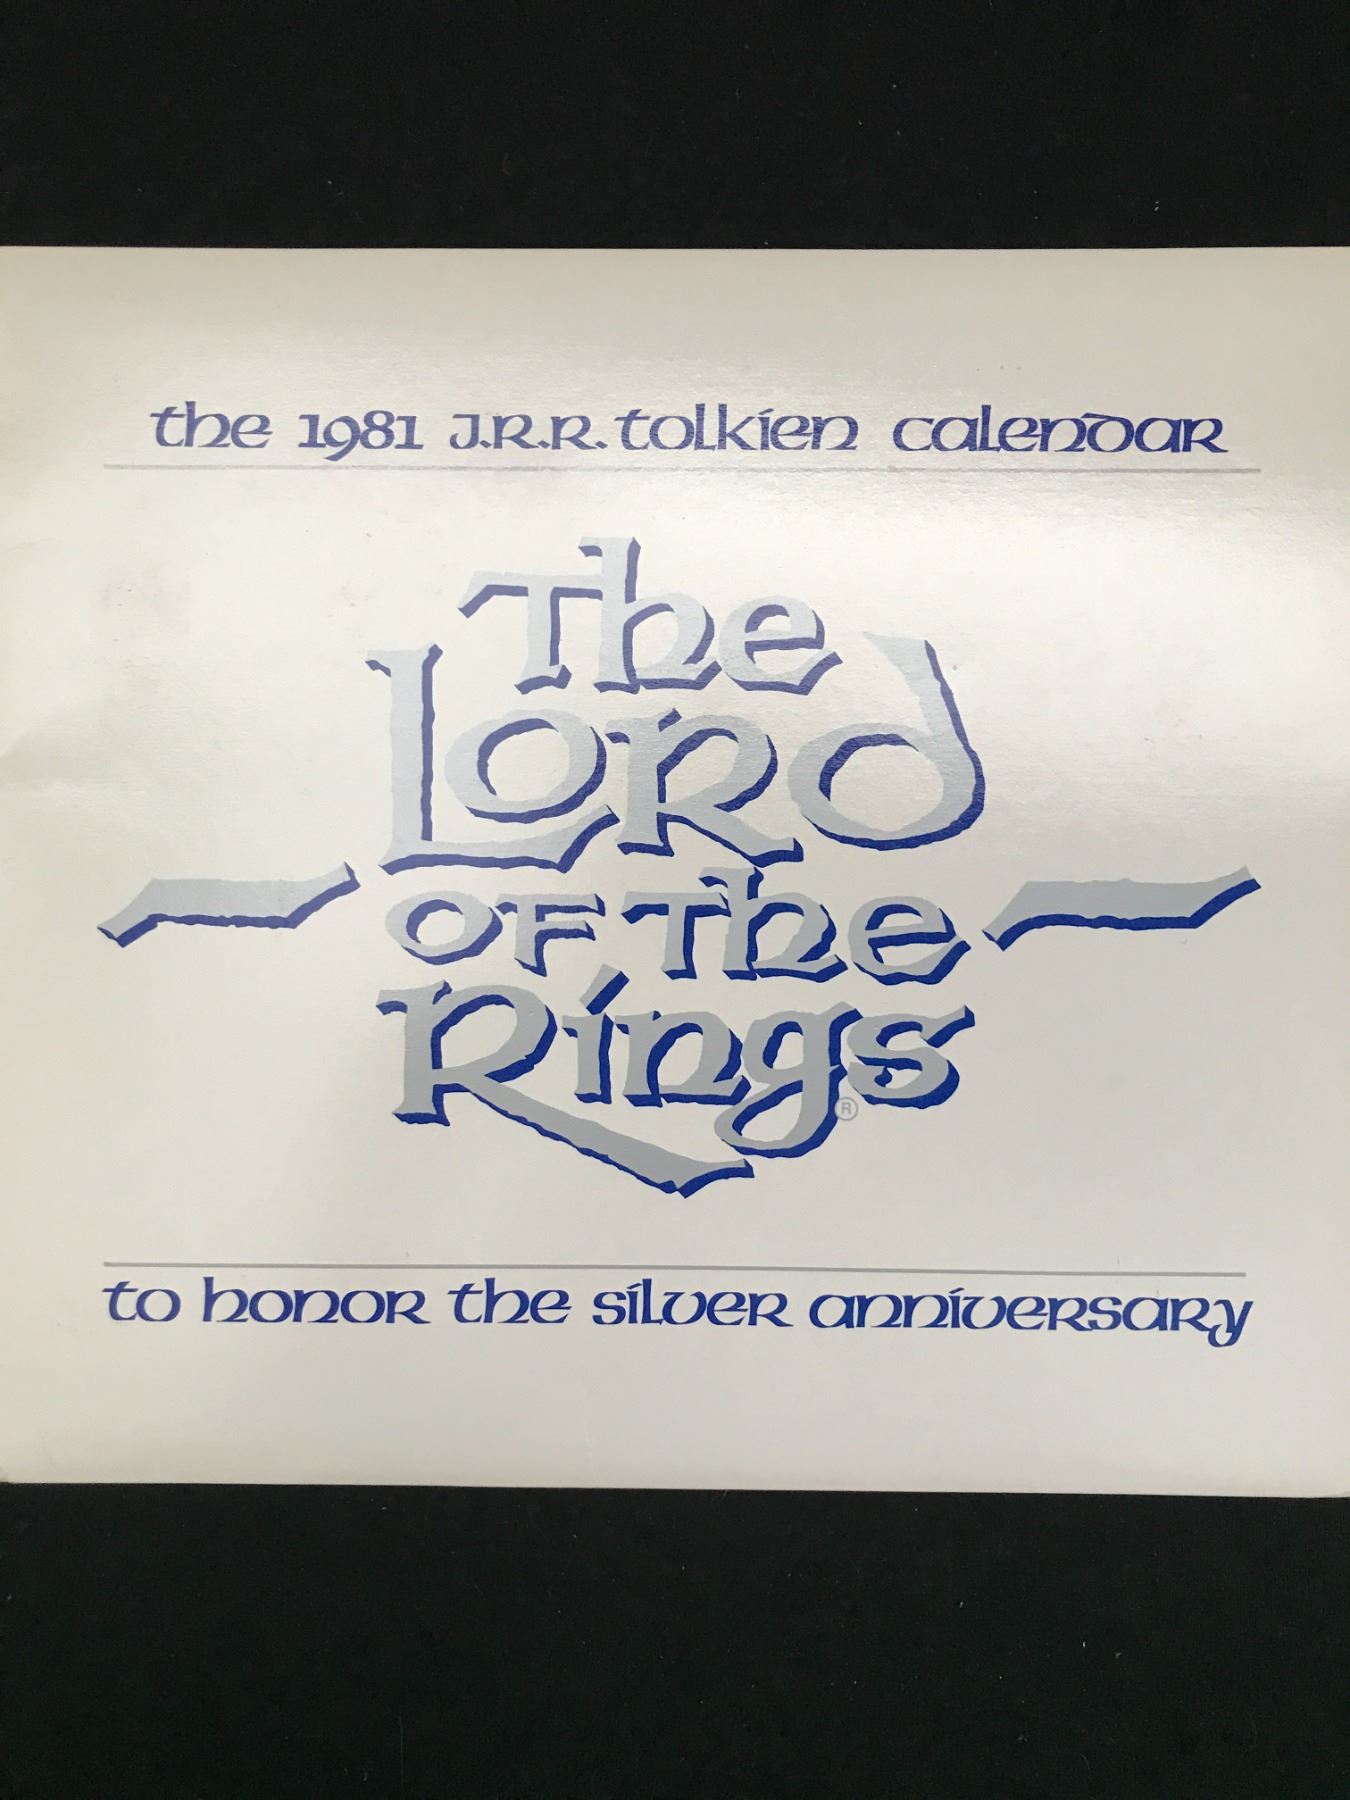 the 1981 J.R.R. tolkien calendar
The
Lord
of the
Rings®
to honor the silver anniversary